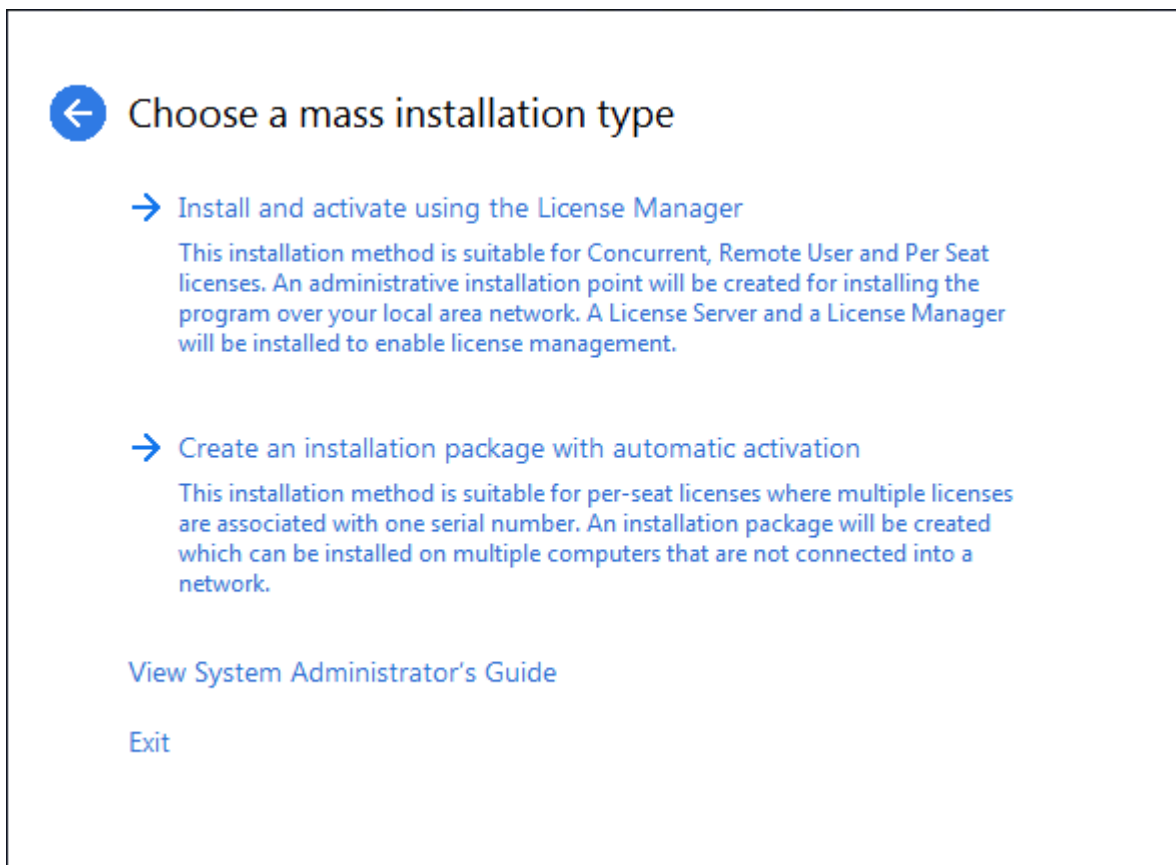 Choose a mass installation type
Install and activate using the License Manager
This installation method is suitable for Concurrent, Remote User and Per Seat
licenses. An administrative installation point will be created for installing the
program over your local area network. A License Server and a License Manager
will be installed to enable license management.
Create an installation package with automatic activation
This installation method is suitable for per-seat licenses where multiple licenses
are associated with one serial number. An installation package will be created
which can be installed on multiple computers that are not connected into a
network.
View System Administrator's Guide
Exit